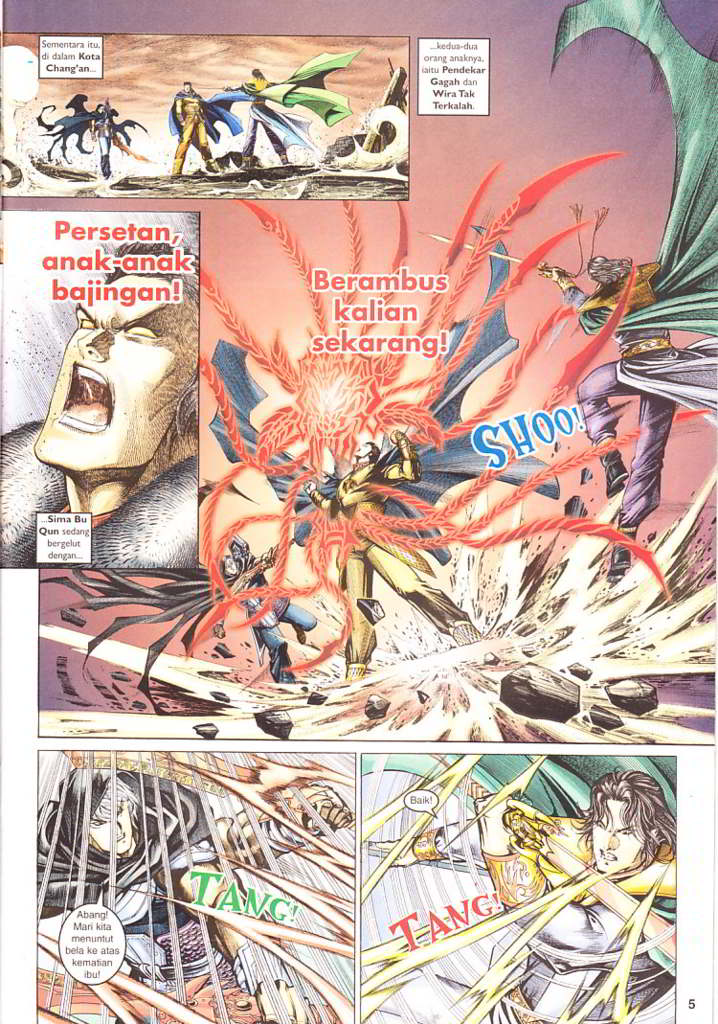 Sementara itu,
di dalam Kota
Chang'an...
Persetan,
anak-anak
bajingan!
...Sima Bu
Qun sedang
bergelut
dengan...
...kedua-dua
orang anaknya,
iaitu Pendekar
Gagah dan
Wira Tak
Terkalah.
Berambus
kalian
sekarang!
SHOO!
Abang!
Mari kita
menuntut
bela ke atas
kematian
ibu!
TANG!
Baik!
TANG!
5